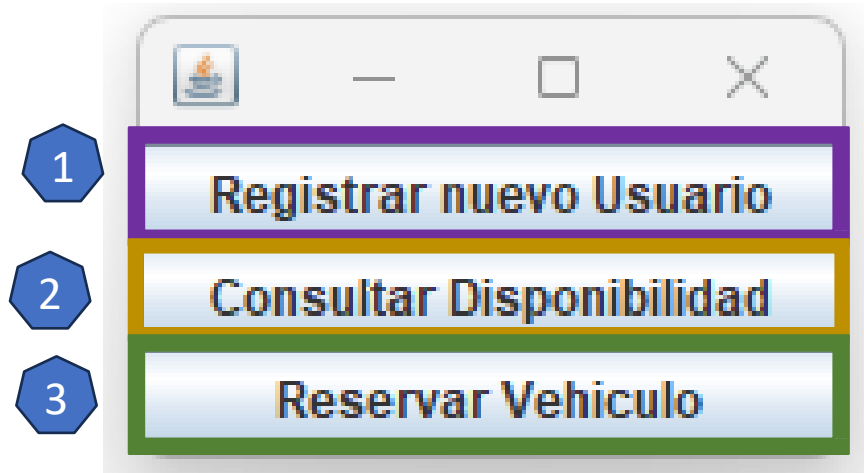 1
Registrar nuevo Usuario
2
Consultar Disponibilidad
3
Reservar Vehiculo